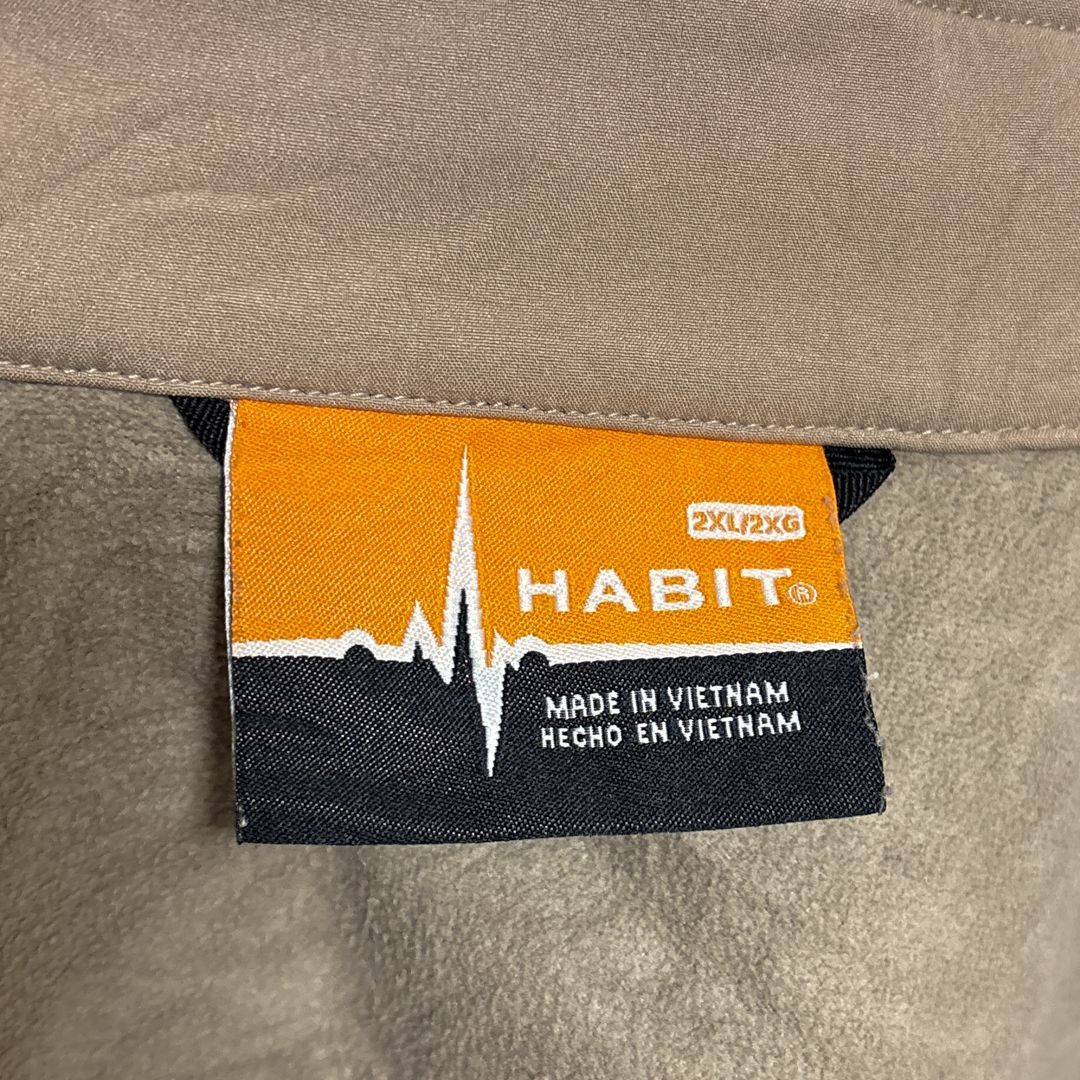 2XL/2XG
HABIT®
MADE IN VIETNAM
HECHO EN VIETNAM